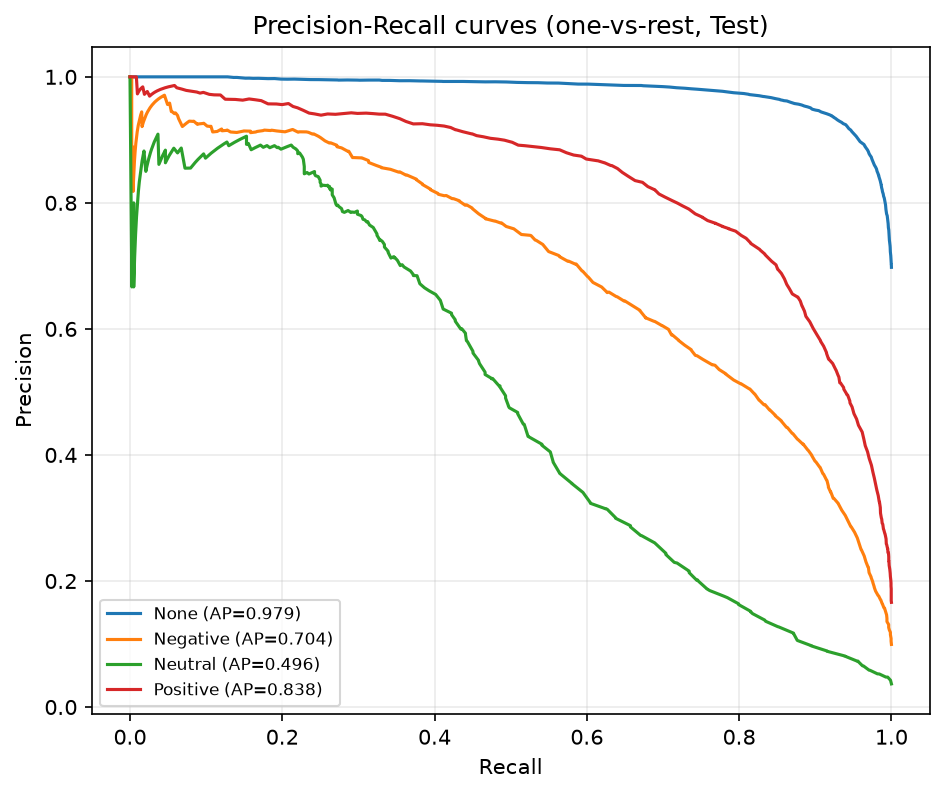 Precision-Recall curves (one-vs-rest, Test)
Precision
1.0
0.8
0.6
0.4
0.2
0.0
None (AP=0.979)
Negative (AP=0.704)
Neutral (AP=0.496)
Positive (AP=0.838)
0.0 0.2 0.4 0.6 0.8 1.0
Recall